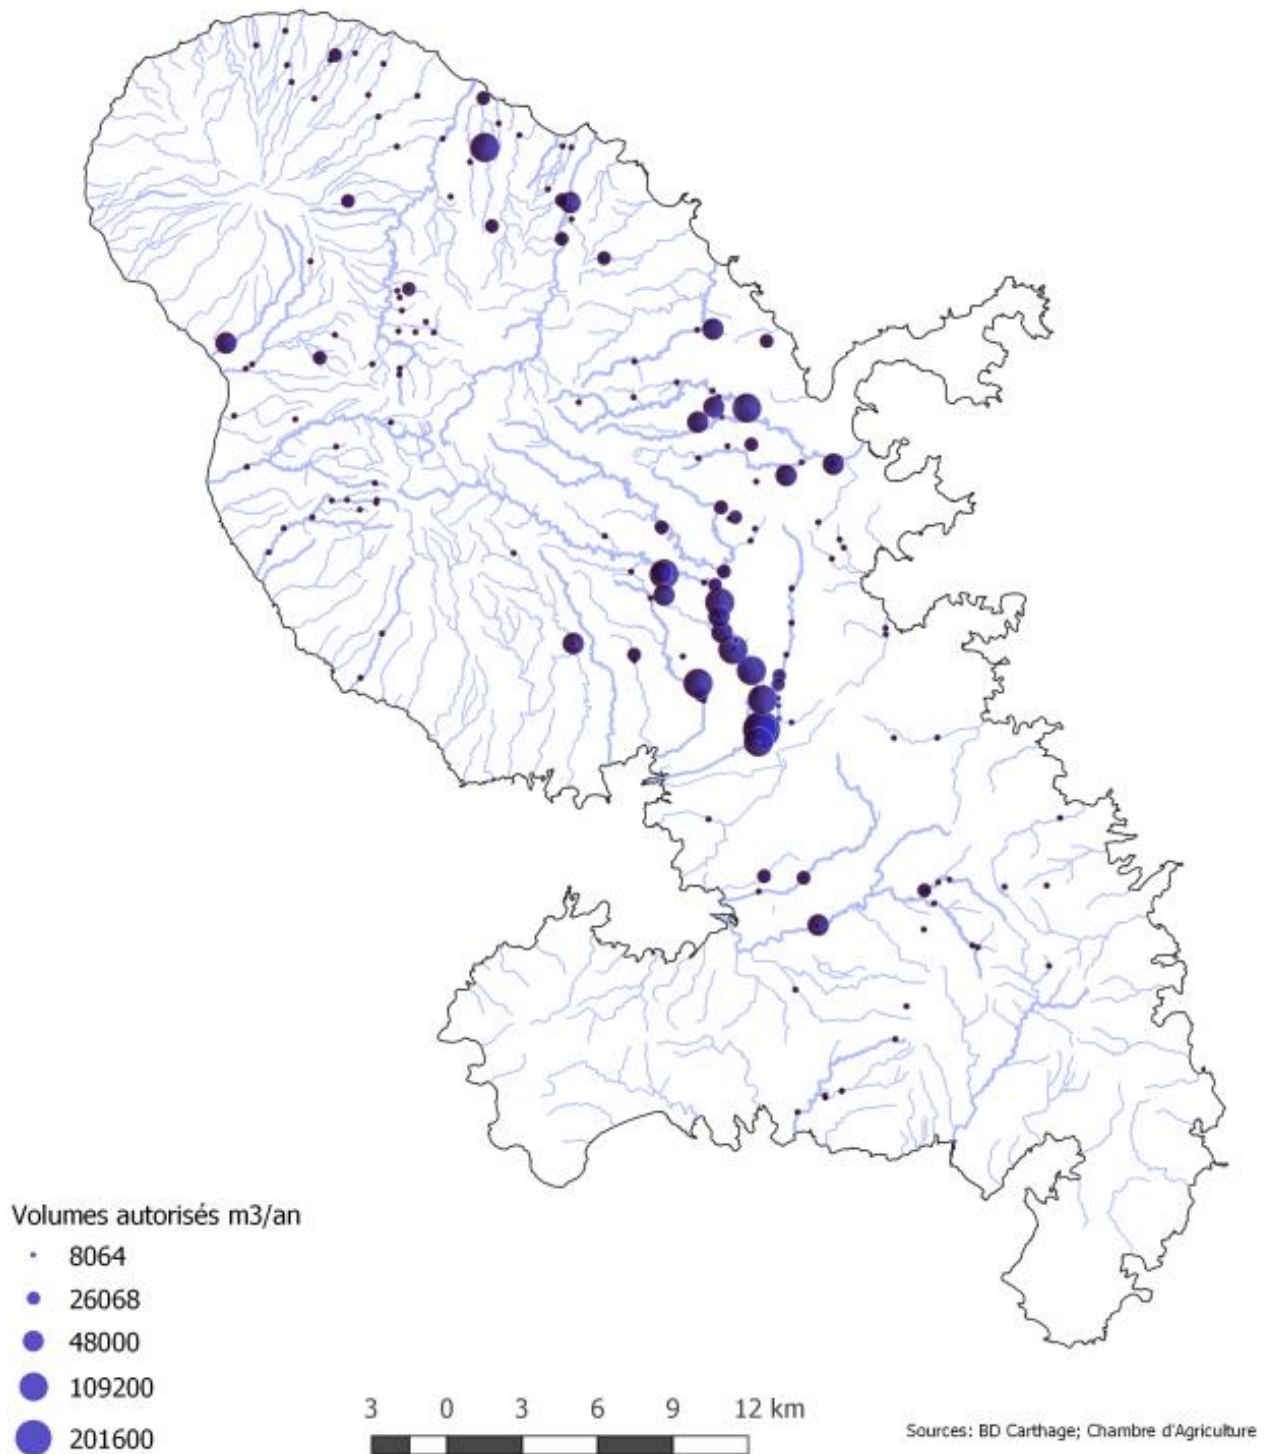 Volumes autorisés m3/an
8064
26068
48000
109200
201600
3 0 3 6 9 12 km
Sources: BD Carthage; Chambre d'Agriculture